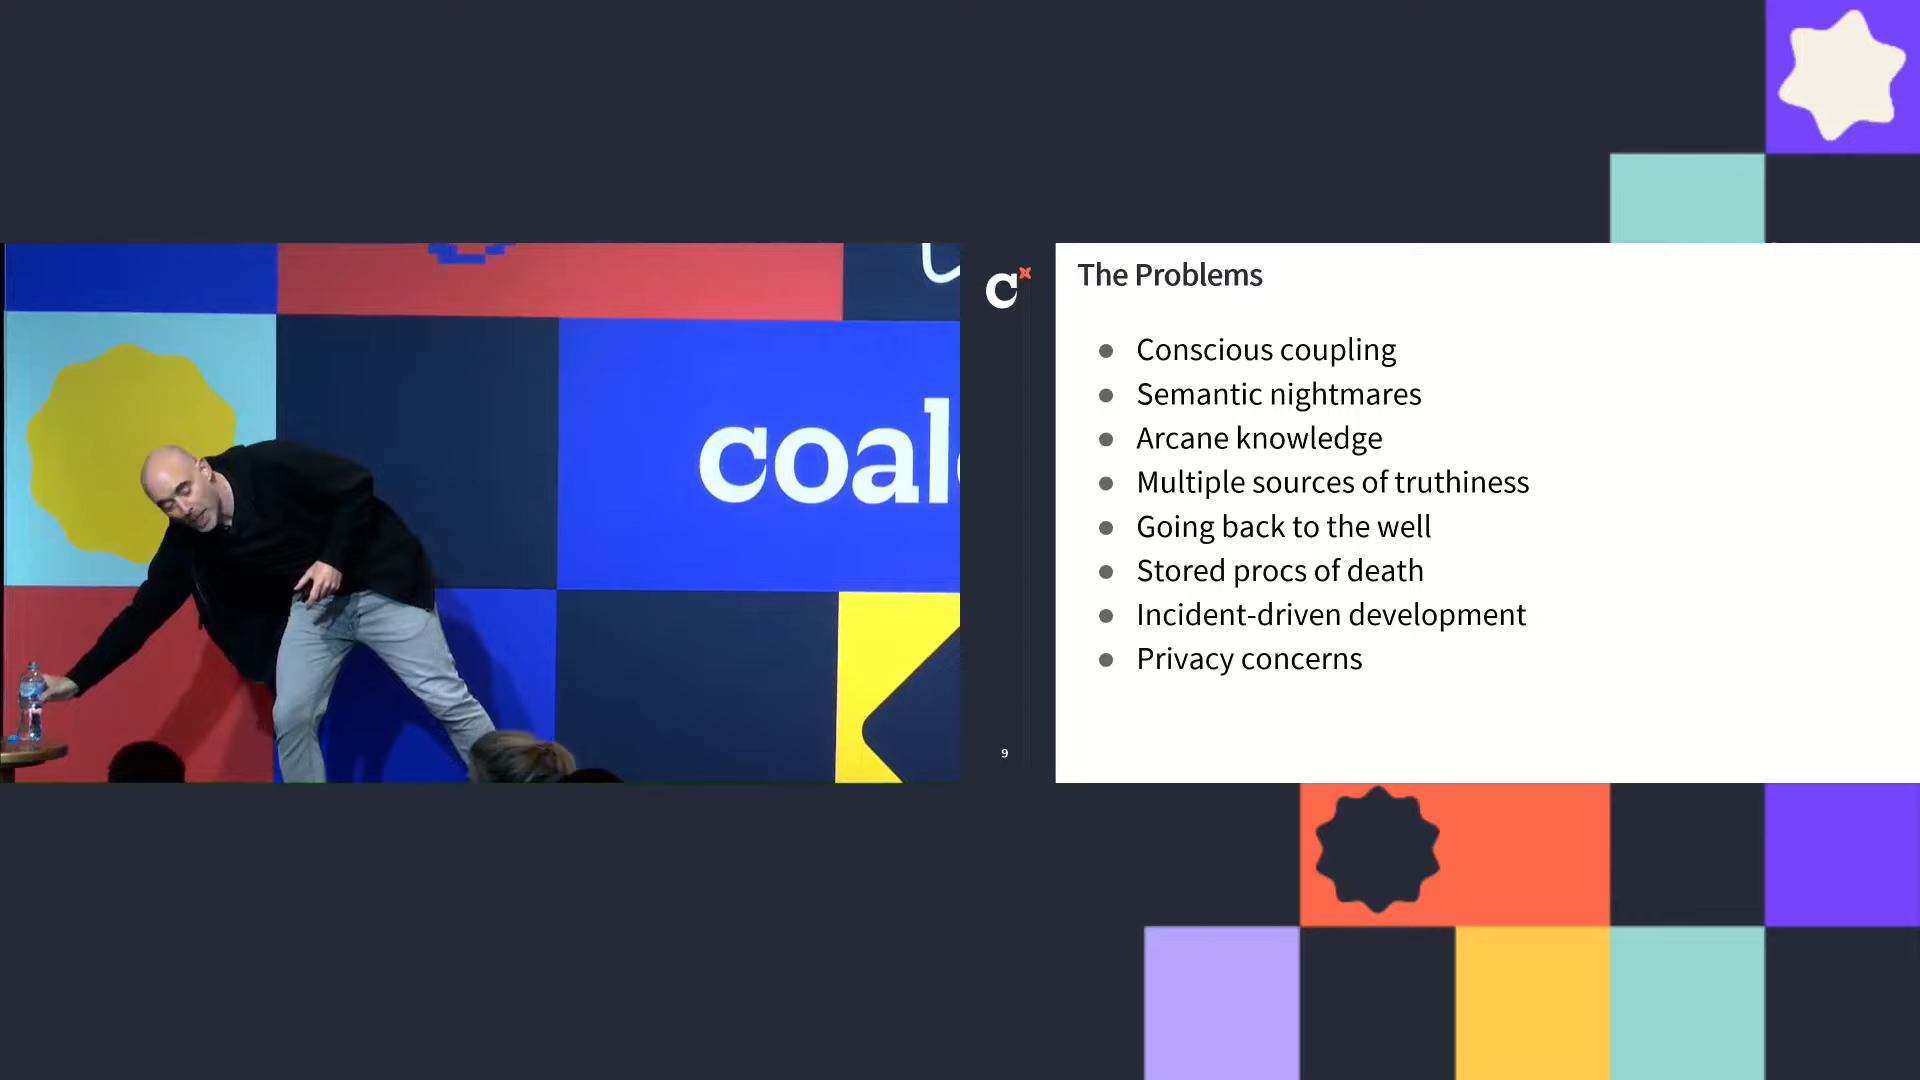 coal
c
The Problems
Conscious coupling
Semantic nightmares
Arcane knowledge
Multiple sources of truthiness
Going back to the well
Stored procs of death
Incident-driven development
Privacy concerns
9